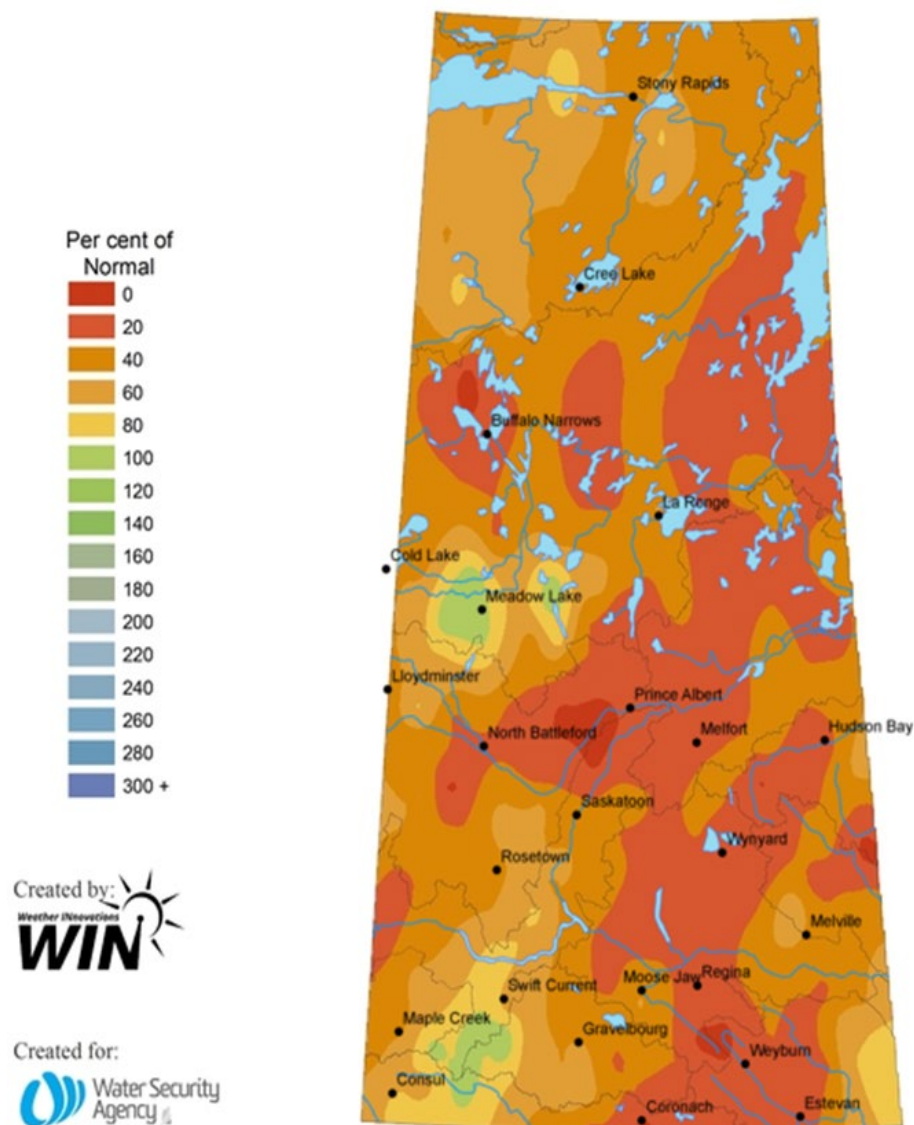 Stony Rapids
Cree Lake
Per cent of
Normal
0
20
40
60
80
100
120
140
160
180
200
220
240
260
280
300 +
Buffalo Narrows
La Ronge
Cold Lake
Meadow Lake
Lloydminster
Prince Albert
North Battleford
Melfort
Hudson Bay
Saskatoon
Wynyard
Rosetown
Melville
Created by:
Weather INnovations
WIN
Moose Jaw
Regina
Swift Current
Maple Creek
Gravelbourg
Weyburn
Created for:
Water Security
Agency
Consul
Coronach
Estevan